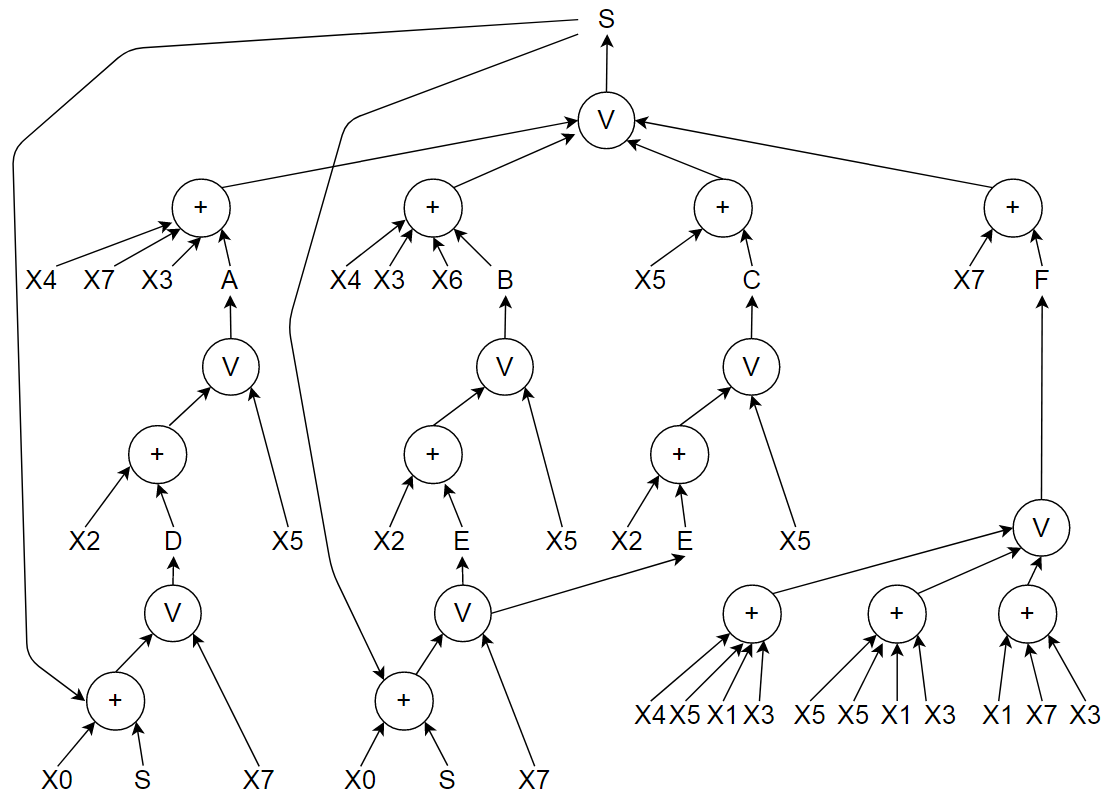 S
V
+ + + +
X4 X7 X3 A X4 X3 X6 B X5 C X7 F
V V V
+ + +
X2 D X5 X2 E X5 X2 E X5 V
V V + + +
+ + X4 X5 X1 X3 X5 X5 X1 X3 X1 X7 X3
X0 S X7 X0 S X7